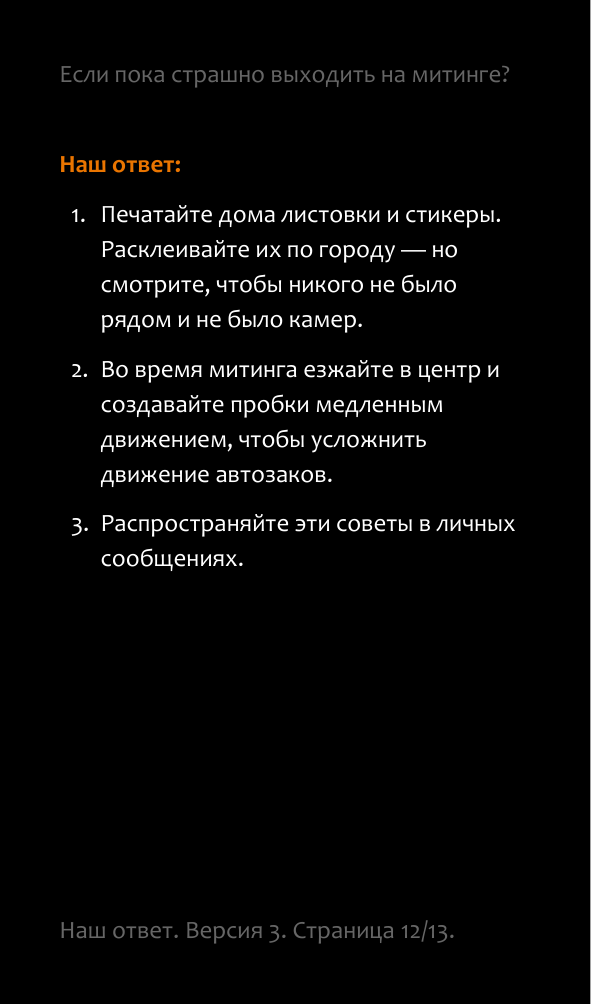 Если пока страшно выходить на митинге?
Наш ответ:
1. Печатайте дома листовки и стикеры.
Расклеивайте их по городу — но
смотрите, чтобы никого не было
рядом и не было камер.
2. Во время митинга езжайте в центр и
создавайте пробки медленным
движением, чтобы усложнить
движение автозаков.
3. Распространяйте эти советы в личных
сообщениях.
Наш ответ. Версия 3. Страница 12/13.